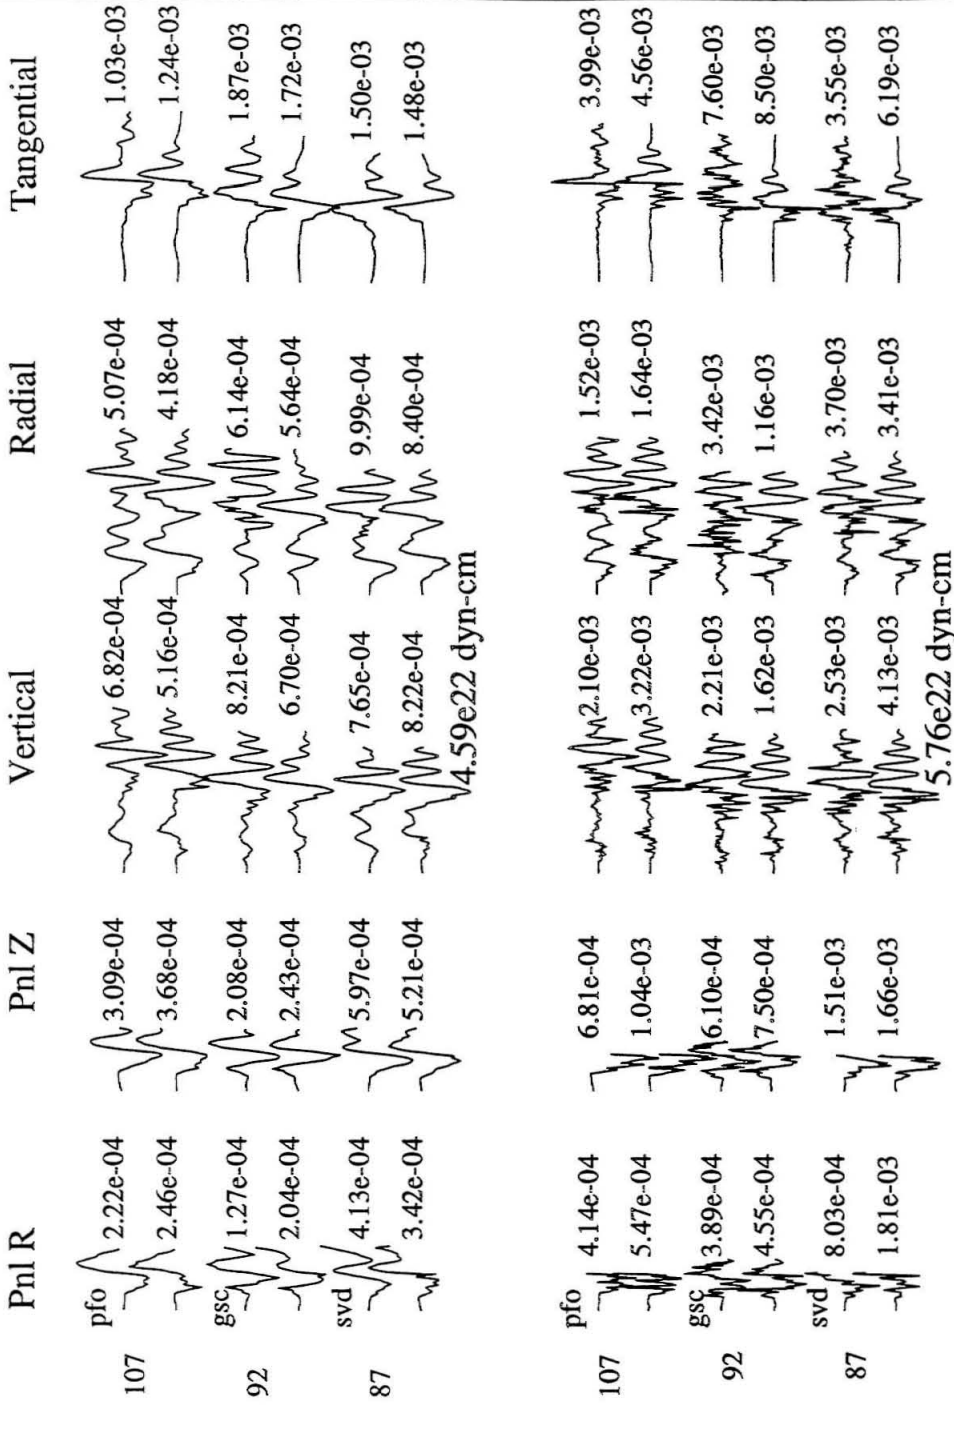 Pnl R Pnl Z Vertical Radial Tangential
pfo
107 2.22e-04 3.09e-04 6.82e-04 5.07e-04 1.03e-03
2.46e-04 3.68e-04 5.16e-04 4.18e-04 1.24e-03
gsc
92 1.27e-04 2.08e-04 8.21e-04 6.14e-04 1.87e-03
2.04e-04 2.43e-04 6.70e-04 5.64e-04 1.72e-03
svd
87 4.13e-04 5.97e-04 7.65e-04 9.99e-04 1.50e-03
3.42e-04 5.21e-04 8.22e-04 8.40e-04 1.48e-03
4.59e22 dyn-cm
pfo
107 4.14e-04 6.81e-04 2.10e-03 1.52e-03 3.99e-03
5.47e-04 1.04e-03 3.22e-03 1.64e-03 4.56e-03
gsc
92 3.89e-04 6.10e-04 2.21e-03 3.42e-03 7.60e-03
4.55e-04 7.50e-04 1.62e-03 1.16e-03 8.50e-03
svd
87 8.03e-04 1.51e-03 2.53e-03 3.70e-03 3.55e-03
1.81e-03 1.66e-03 4.13e-03 3.41e-03 6.19e-03
5.76e22 dyn-cm